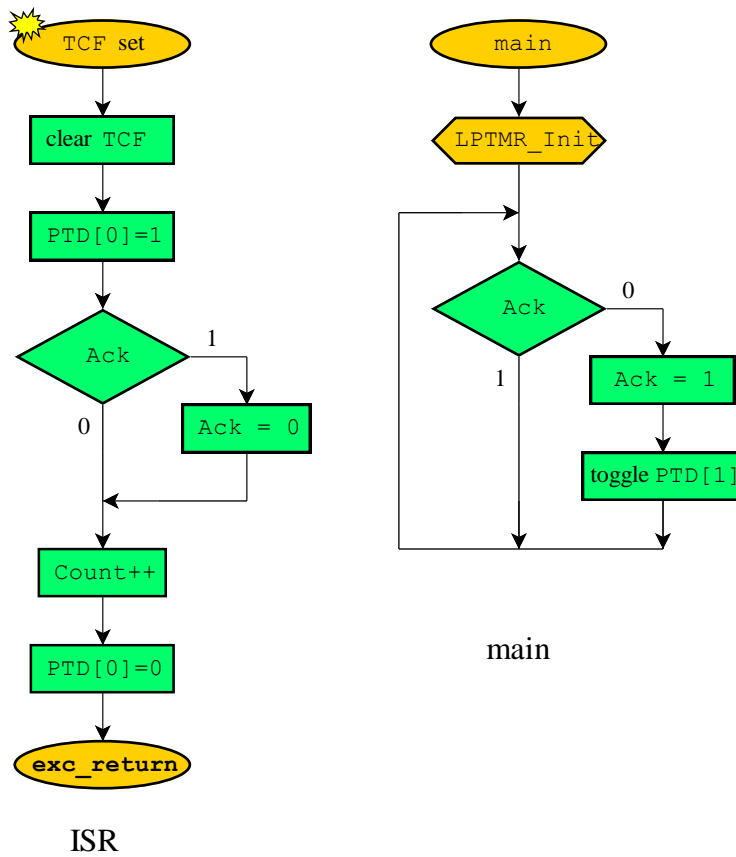 TCF set
clear TCF
PTD[0]=1
Ack
1
0
Ack = 0
Count++
PTD[0]=0
exc_return
ISR
main
LPTMR_Init
Ack
0
1
Ack = 1
toggle PTD[1]
main